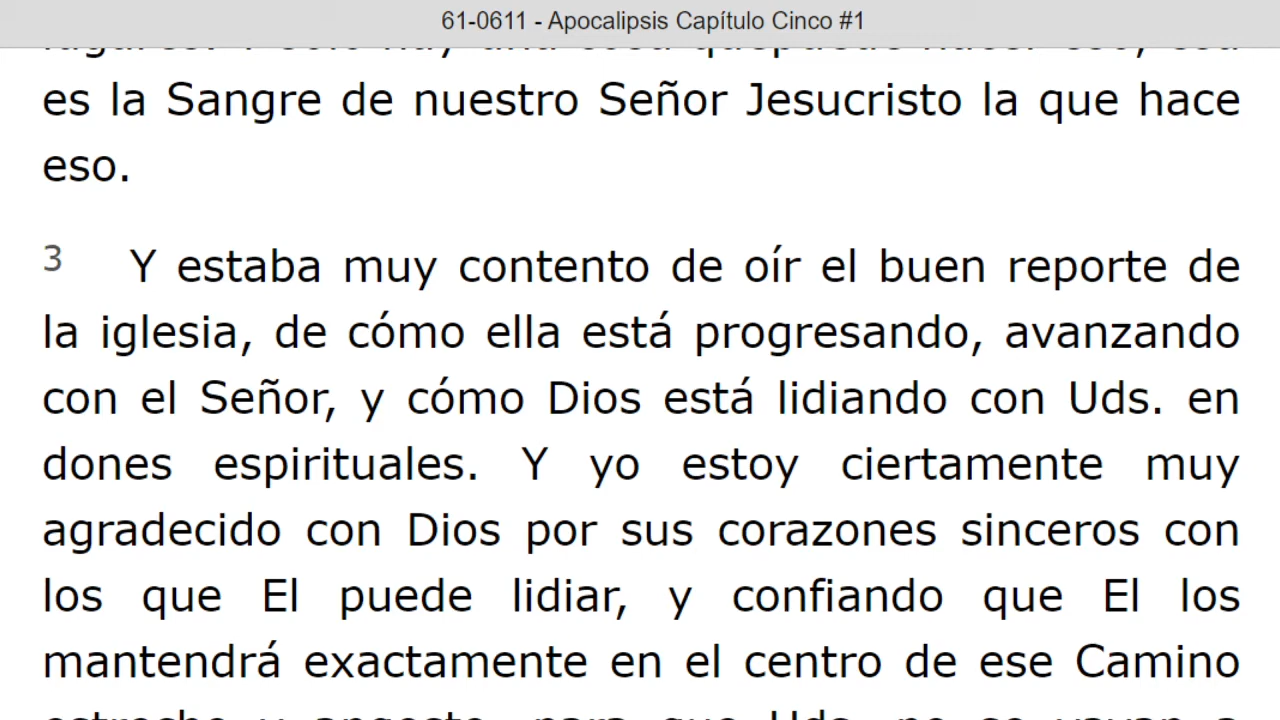 61-0611 - Apocalipsis Capítulo Cinco #1
es la Sangre de nuestro Señor Jesucristo la que hace
eso.
3 Y estaba muy contento de oír el buen reporte de
la iglesia, de cómo ella está progresando, avanzando
con el Señor, y cómo Dios está lidiando con Uds. en
dones espirituales. Y yo estoy ciertamente muy
agradecido con Dios por sus corazones sinceros con
los que El puede lidiar, y confiando que El los
mantendrá exactamente en el centro de ese Camino